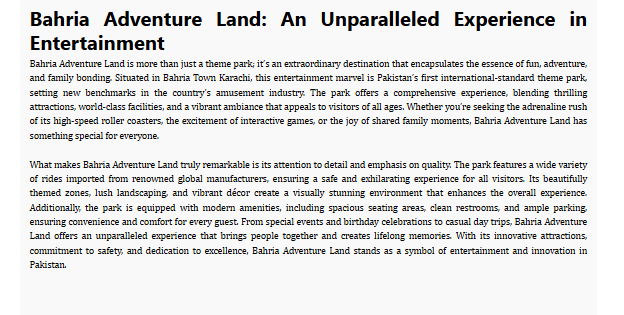 Bahria Adventure Land: An Unparalleled Experience in
Entertainment
Bahria Adventure Land is more than just a theme park; it's an extraordinary destination that encapsulates the essence of fun, adventure,
and family bonding. Situated in Bahria Town Karachi, this entertainment marvel is Pakistan's first international-standard theme park,
setting new benchmarks in the country's amusement industry. The park offers a comprehensive experience, blending thrilling
attractions, world-class facilities, and a vibrant ambiance that appeals to visitors of all ages. Whether you're seeking the adrenaline rush
of its high-speed roller coasters, the excitement of interactive games, or the joy of shared family moments, Bahria Adventure Land has
something special for everyone.
What makes Bahria Adventure Land truly remarkable is its attention to detail and emphasis on quality. The park features a wide variety
of rides imported from renowned global manufacturers, ensuring a safe and exhilarating experience for all visitors. Its beautifully
themed zones, lush landscaping, and vibrant décor create a visually stunning environment that enhances the overall experience.
Additionally, the park is equipped with modern amenities, including spacious seating areas, clean restrooms, and ample parking,
ensuring convenience and comfort for every guest. From special events and birthday celebrations to casual day trips, Bahria Adventure
Land offers an unparalleled experience that brings people together and creates lifelong memories. With its innovative attractions,
commitment to safety, and dedication to excellence, Bahria Adventure Land stands as a symbol of entertainment and innovation in
Pakistan.